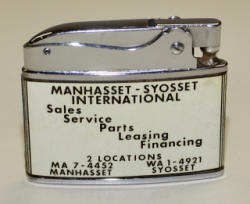 MANHASSET - SYOSSET
INTERNATIONAL
Sales
Service
Parts
Leasing
Financing
2 LOCATIONS
MA 7-4452 WA 1-4921
MANHASSET SYOSSET